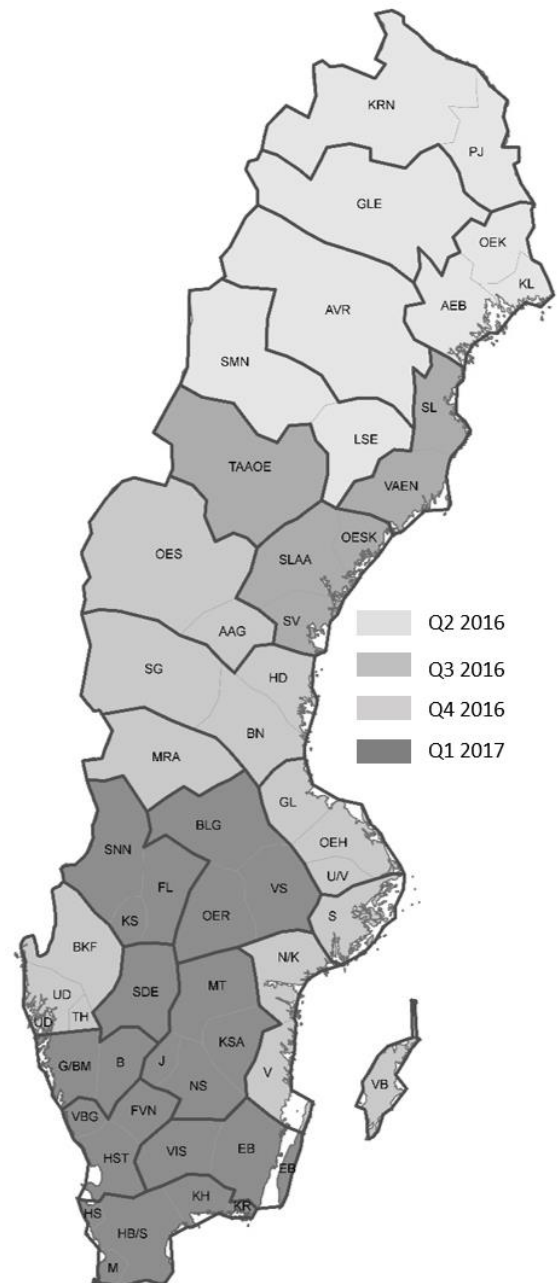 KRN
PJ
GLE
OEK
KL
AEB
AVR
SMN
SL
LSE
TAAOE
VAEN
OESK
OES
SLAA
SV
AAG
Q2 2016
SG
HD
Q3 2016
BN
Q4 2016
MRA
Q1 2017
GL
BLG
SNN
OEH
U/V
FL
VS
OER
KS
S
BKF
N/K
MT
UD
SDE
TH
UD
KSA
G/BM
B
J
V
NS
VB
FVN
VBG
EB
VIS
HST
EB
KH
HS
KR
HB/S
M